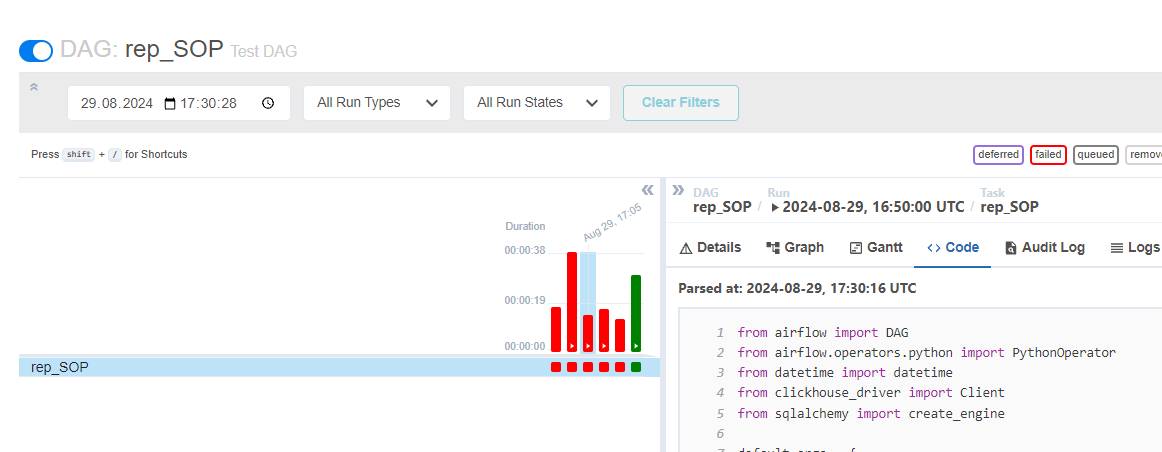 DAG: rep_SOP Test DAG
29.08.2024 17:30:28 All Run Types All Run States Clear Filters
Press shift + / for Shortcuts
deferred failed queued
DAG Run Task
rep_SOP / 2024-08-29, 16:50:00 UTC / rep_SOP
Duration
Aug 29, 17:05
00:00:38
00:00:19
00:00:00
rep_SOP
Details Graph Gantt <> Code Audit Log Logs
Parsed at: 2024-08-29, 17:30:16 UTC
1 from airflow import DAG
2 from airflow.operators.python import PythonOperator
3 from datetime import datetime
4 from clickhouse_driver import Client
5 from sqlalchemy import create_engine
6